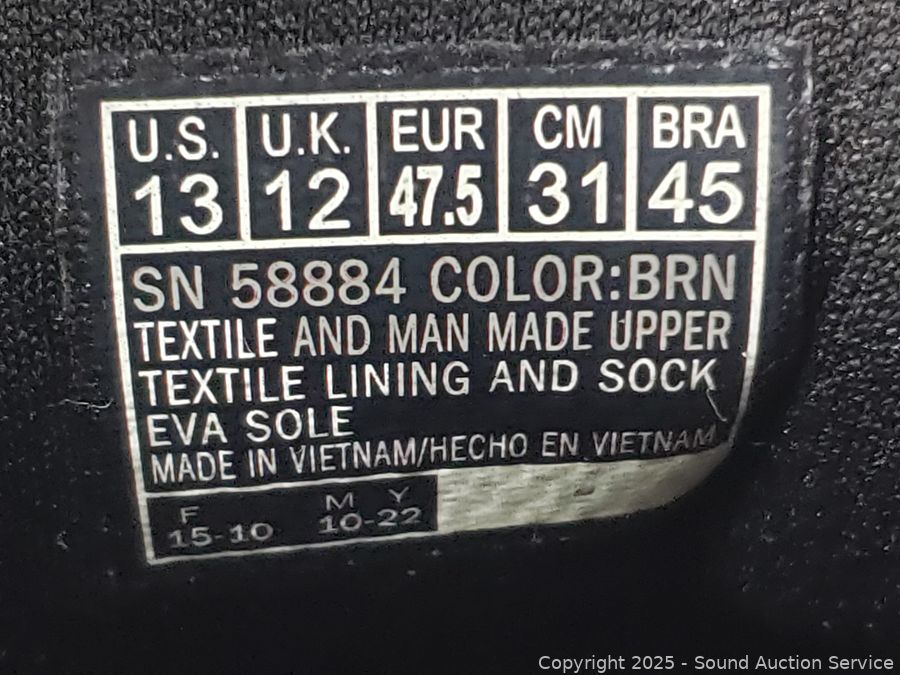 U.S. U.K. EUR CM BRA
13 12 47.5 31 45
SN 58884 COLOR:BRN
TEXTILE AND MAN MADE UPPER
TEXTILE LINING AND SOCK
EVA SOLE
MADE IN VIETNAM/HECHO EN VIETNAM
F M Y
15-10 10-22
Copyright 2025 - Sound Auction Service